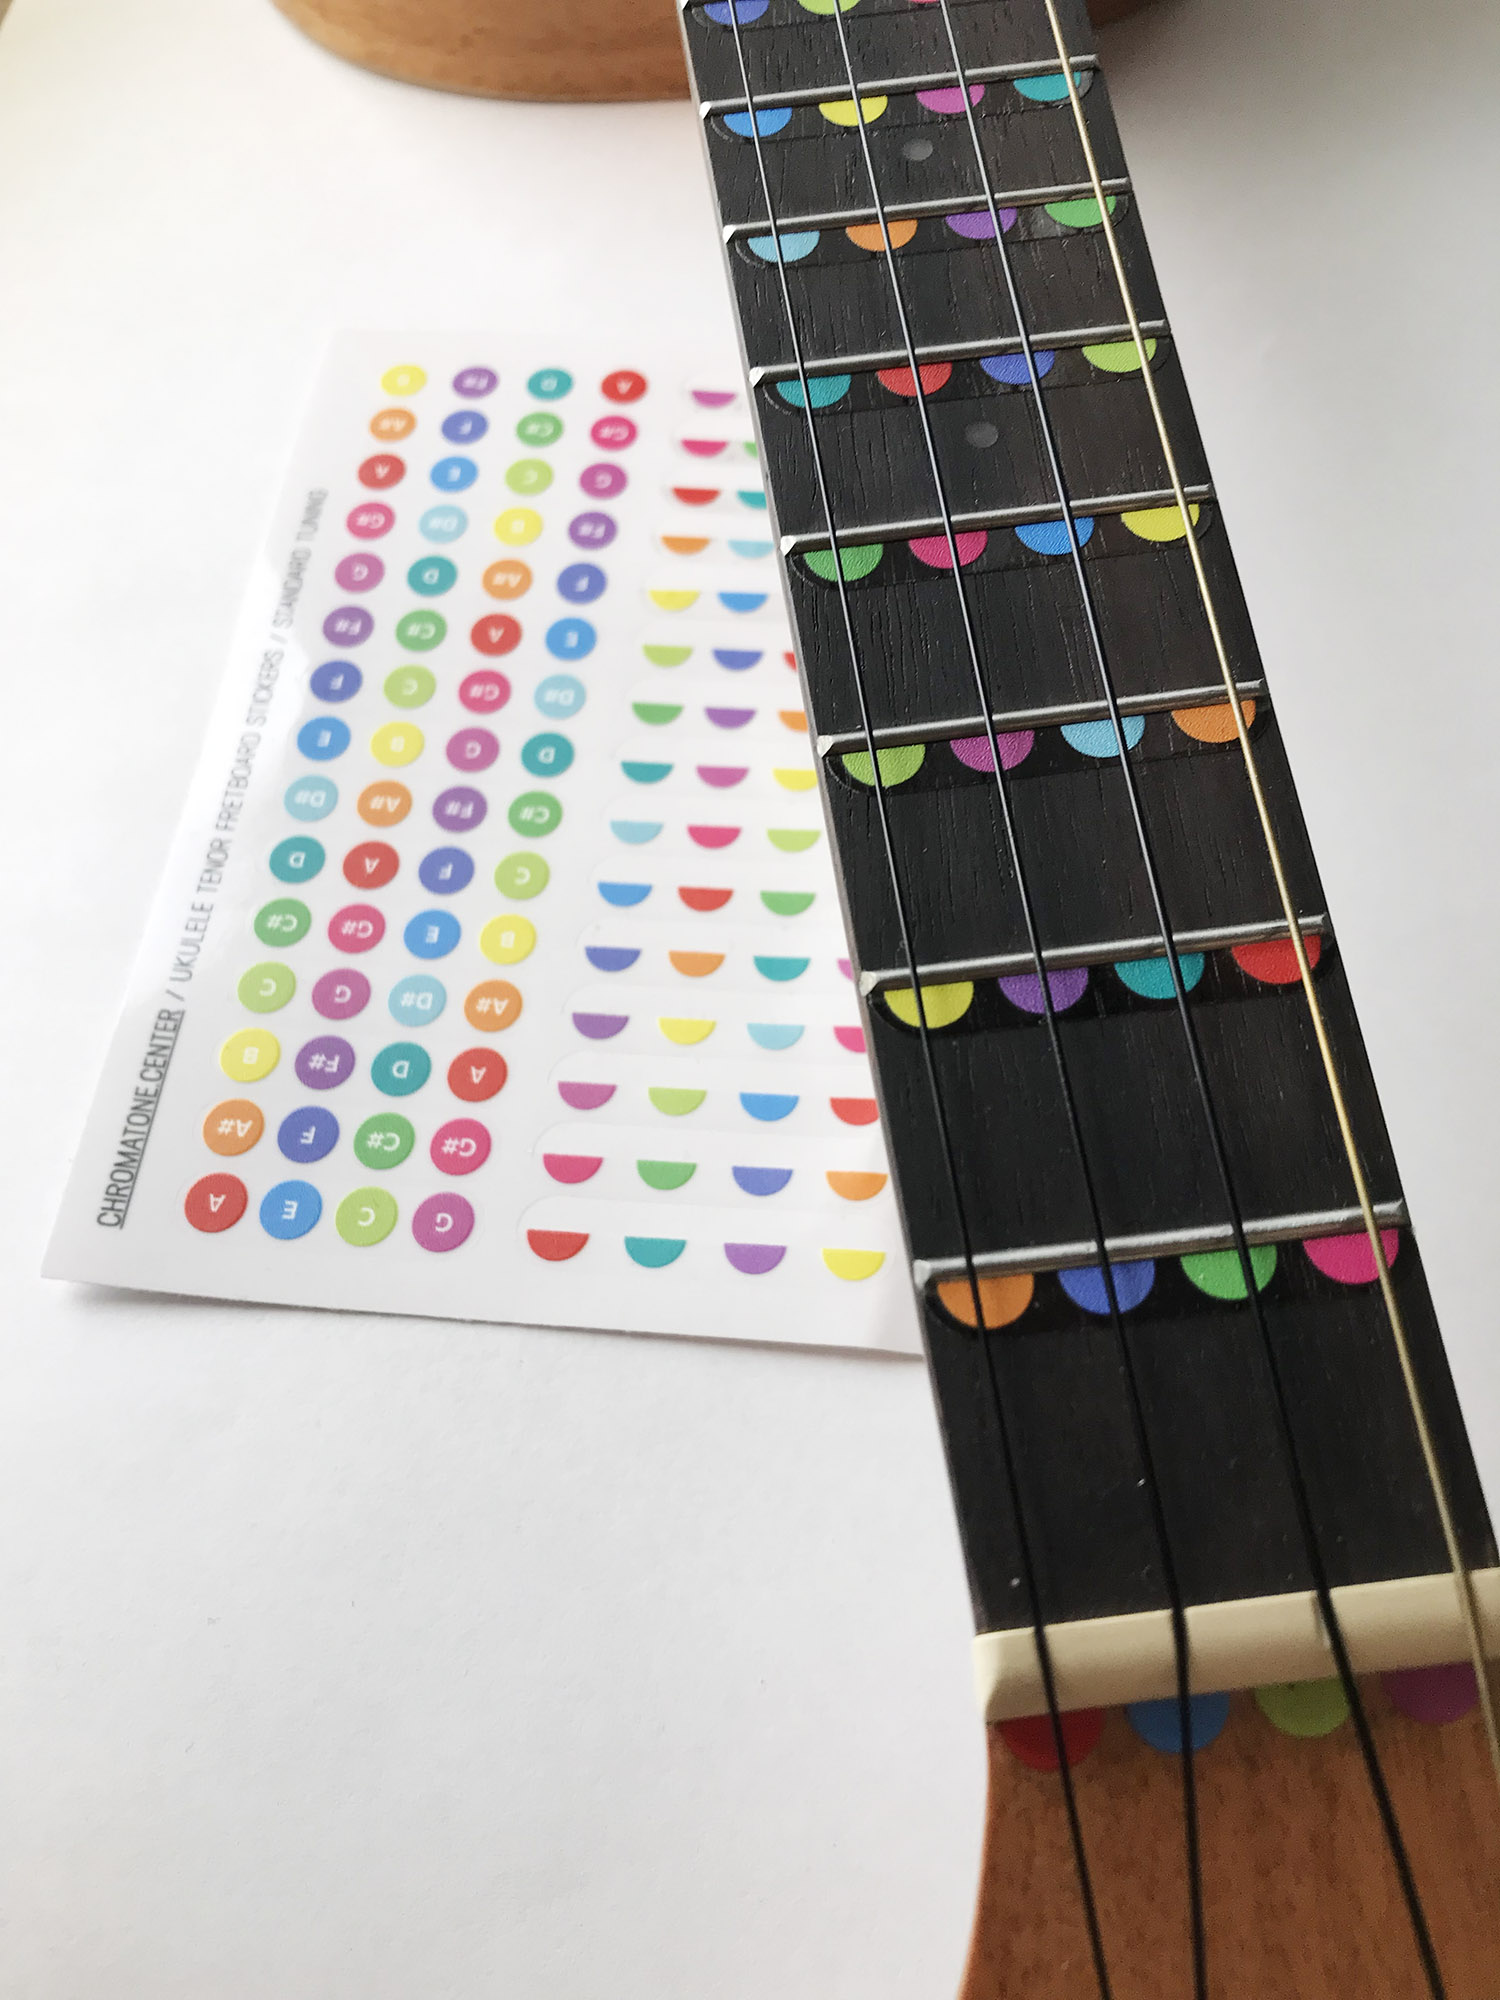 CHROMATONE.CENTER / UKULELE TENOR FRETBOARD STICKERS / STANDARD TUNING
G C E A
G# C# F A#
A D F# B
A# D# G C
B E G# C#
C F A D
C# F# A# D#
D G B E
D# G# C F
E A C# F#
F A# D G
F# B D# G#
G C E A
G# C# F A#
A D F# B